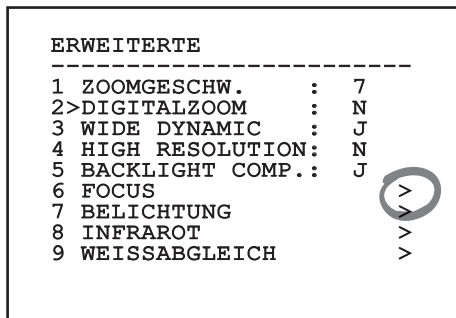 ERWEITERTE
--------------------------
1 ZOOMGESCHW. : 7
2>DIGITALZOOM : N
3 WIDE DYNAMIC : J
4 HIGH RESOLUTION: N
5 BACKLIGHT COMP.: J
6 FOCUS >
7 BELICHTUNG >
8 INFRAROT >
9 WEISSABGLEICH >